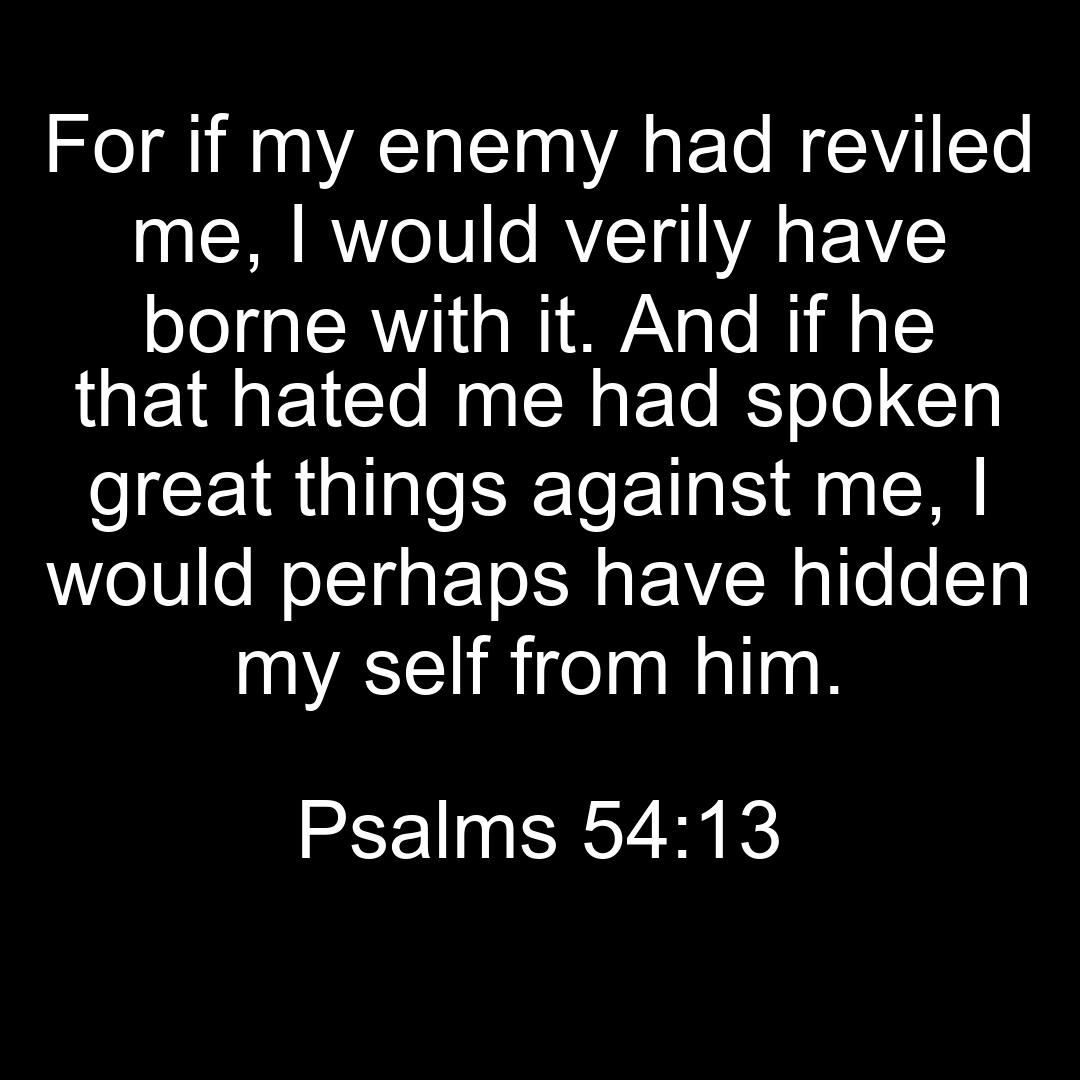 For if my enemy had reviled
me, I would verily have
borne with it. And if he
that hated me had spoken
great things against me, I
would perhaps have hidden
my self from him.
Psalms 54:13